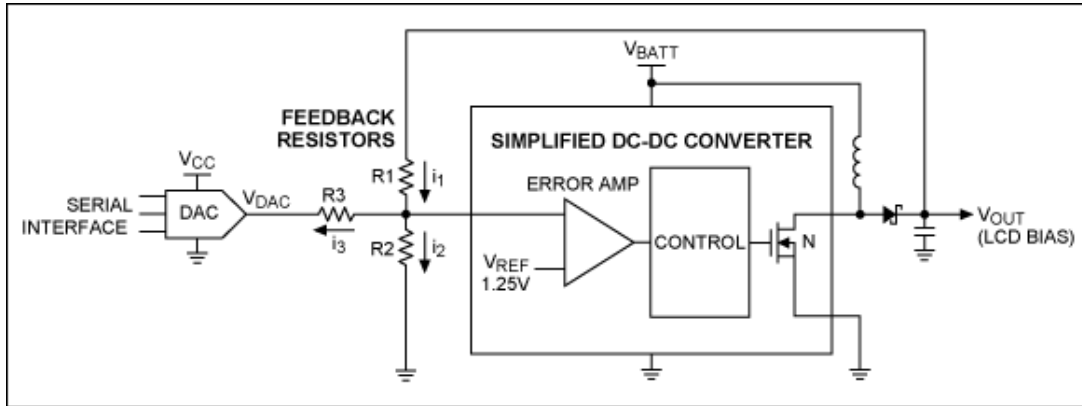 VBATT
FEEDBACK
RESISTORS
SIMPLIFIED DC-DC CONVERTER
VCC
R1
i1
ERROR AMP
SERIAL
INTERFACE
DAC
VDAC
R3
i3
R2
i2
VREF
1.25V
CONTROL
N
VOUT
(LCD BIAS)